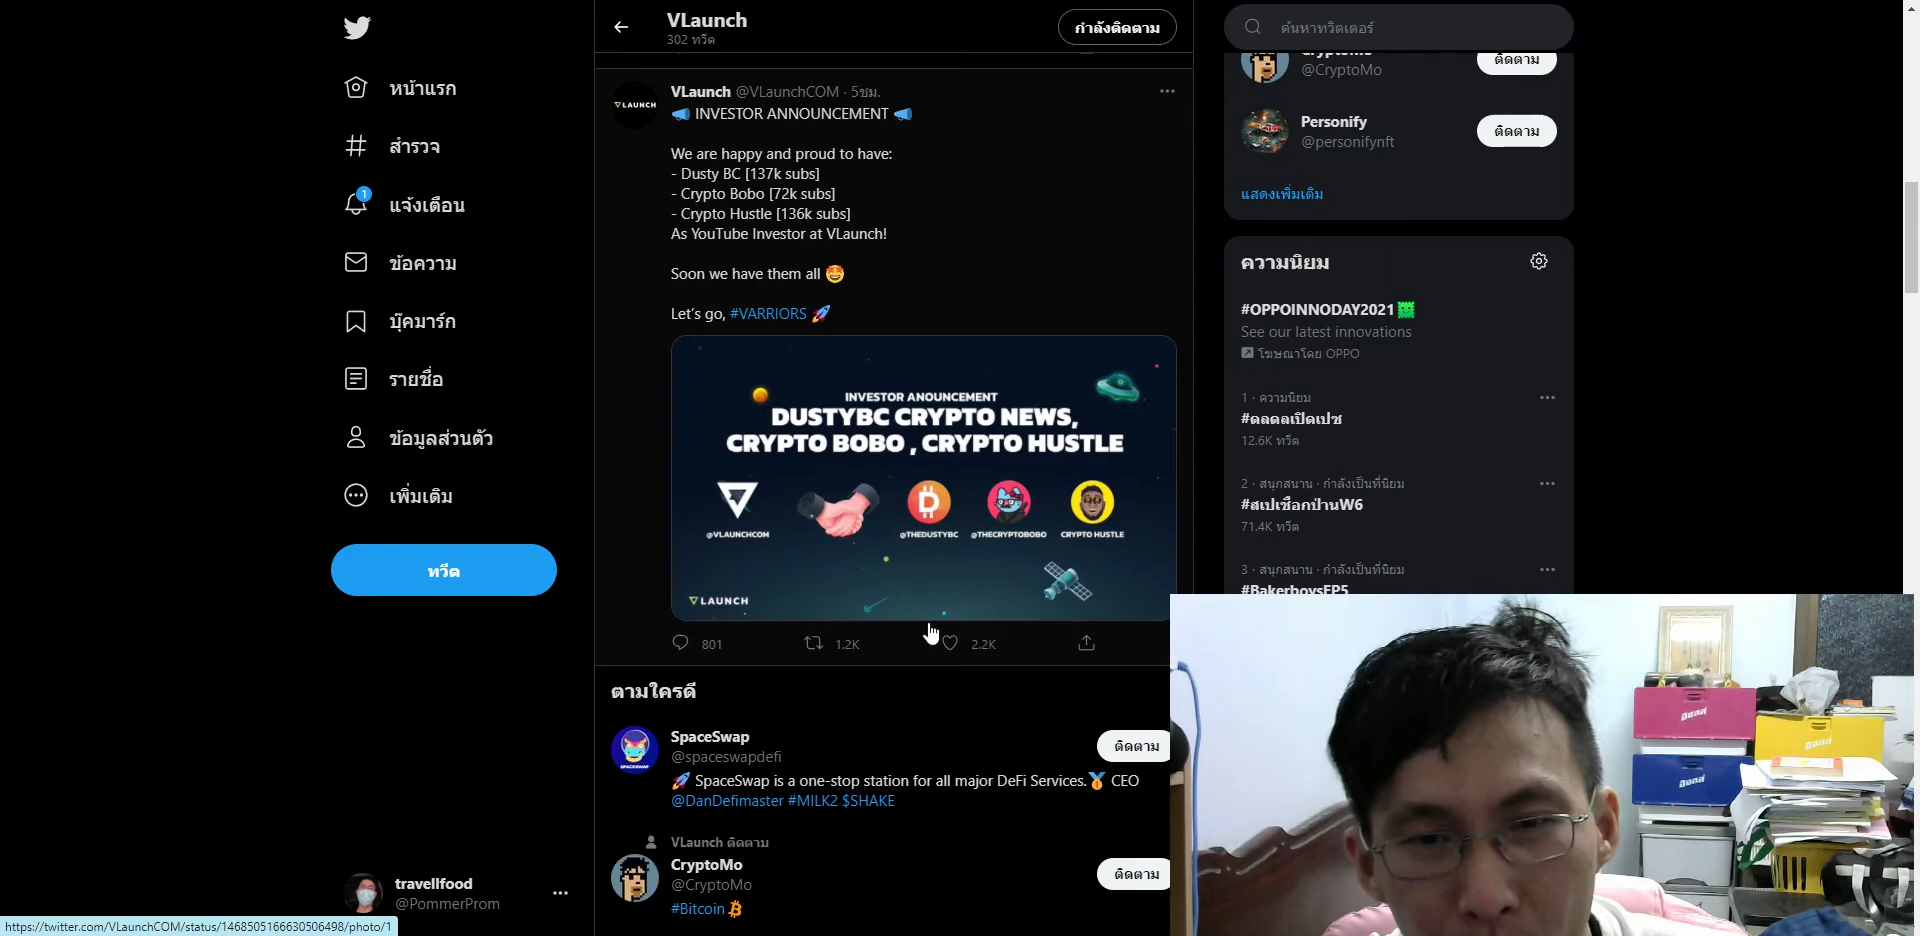 หน้าแรก
สำรวจ
1
แจ้งเตือน
ข้อความ
บุ๊คมาร์ก
รายชื่อ
ข้อมูลส่วนตัว
เพิ่มเติม
ทวีต
travellfood
@PommerProm
https://twitter.com/VLaunchCOM/status/1468505166630506498/photo/1
VLaunch
302 ทวีต
กำลังติดตาม
VLAUNCH
VLaunch @VLaunchCOM · 5ชม.
INVESTOR ANNOUNCEMENT
We are happy and proud to have:
- Dusty BC [137k subs]
- Crypto Bobo [72k subs]
- Crypto Hustle [136k subs]
As YouTube Investor at VLaunch!
Soon we have them all
Let's go, #VARRIORS
INVESTOR ANOUNCEMENT
DUSTYBC CRYPTO NEWS,
CRYPTO BOBO , CRYPTO HUSTLE
@VLAUNCHCOM
@THEDUSTYBC
@THECRYPTOBOBO
CRYPTO HUSTLE
VLAUNCH
801
1.2K
2.2K
ตามใครดี
SpaceSwap
@spaceswapdefi
ติดตาม
SPACESWAP
SpaceSwap is a one-stop station for all major DeFi Services. CEO
@DanDefimaster #MILK2 $SHAKE
VLaunch ติดตาม
CryptoMo
@CryptoMo
ติดตาม
#Bitcoin
ค้นหาทวิตเตอร์
CryptoMo
@CryptoMo
ติดตาม
Personify
@personifynft
ติดตาม
แสดงเพิ่มเติม
ความนิยม
#OPPOINNODAY2021
See our latest innovations
โฆษณาโดย OPPO
1 · ความนิยม
#ดลดลเปิดเปซ
12.6K ทวีต
2 · สนุกสนาน · กำลังเป็นที่นิยม
#สเปเชือกป่านW6
71.4K ทวีต
3 · สนุกสนาน · กำลังเป็นที่นิยม
#BakerboysEP5